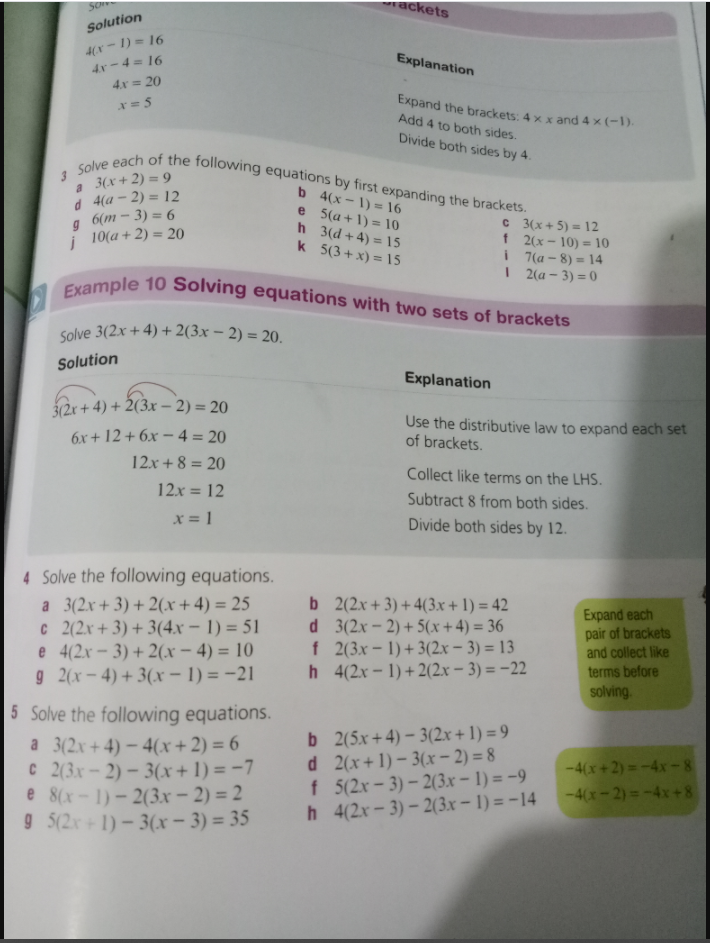 rackets
Solution
4(x − 1) = 16
4x − 4 = 16
4x = 20
x = 5
Explanation
Expand the brackets: 4 × x and 4 × (−1).
Add 4 to both sides.
Divide both sides by 4.
3 Solve each of the following equations by first expanding the brackets.
a 3(x + 2) = 9 b 4(x − 1) = 16 c 3(x + 5) = 12
d 4(a − 2) = 12 e 5(a + 1) = 10 f 2(x − 10) = 10
g 6(m − 3) = 6 h 3(d + 4) = 15 i 7(a − 8) = 14
j 10(a + 2) = 20 k 5(3 + x) = 15 l 2(a − 3) = 0
Example 10 Solving equations with two sets of brackets
Solve 3(2x + 4) + 2(3x − 2) = 20.
Solution
Explanation
3(2x + 4) + 2(3x − 2) = 20
6x + 12 + 6x − 4 = 20
12x + 8 = 20
12x = 12
x = 1
Use the distributive law to expand each set
of brackets.
Collect like terms on the LHS.
Subtract 8 from both sides.
Divide both sides by 12.
4 Solve the following equations.
a 3(2x + 3) + 2(x + 4) = 25 b 2(2x + 3) + 4(3x + 1) = 42
c 2(2x + 3) + 3(4x − 1) = 51 d 3(2x − 2) + 5(x + 4) = 36
e 4(2x − 3) + 2(x − 4) = 10 f 2(3x − 1) + 3(2x − 3) = 13
g 2(x − 4) + 3(x − 1) = −21 h 4(2x − 1) + 2(2x − 3) = −22
Expand each
pair of brackets
and collect like
terms before
solving.
5 Solve the following equations.
a 3(2x + 4) − 4(x + 2) = 6 b 2(5x + 4) − 3(2x + 1) = 9
c 2(3x − 2) − 3(x + 1) = −7 d 2(x + 1) − 3(x − 2) = 8
e 8(x − 1) − 2(3x − 2) = 2 f 5(2x − 3) − 2(3x − 1) = −9
g 5(2x + 1) − 3(x − 3) = 35 h 4(2x − 3) − 2(3x − 1) = −14
−4(x + 2) = −4x − 8
−4(x − 2) = −4x + 8